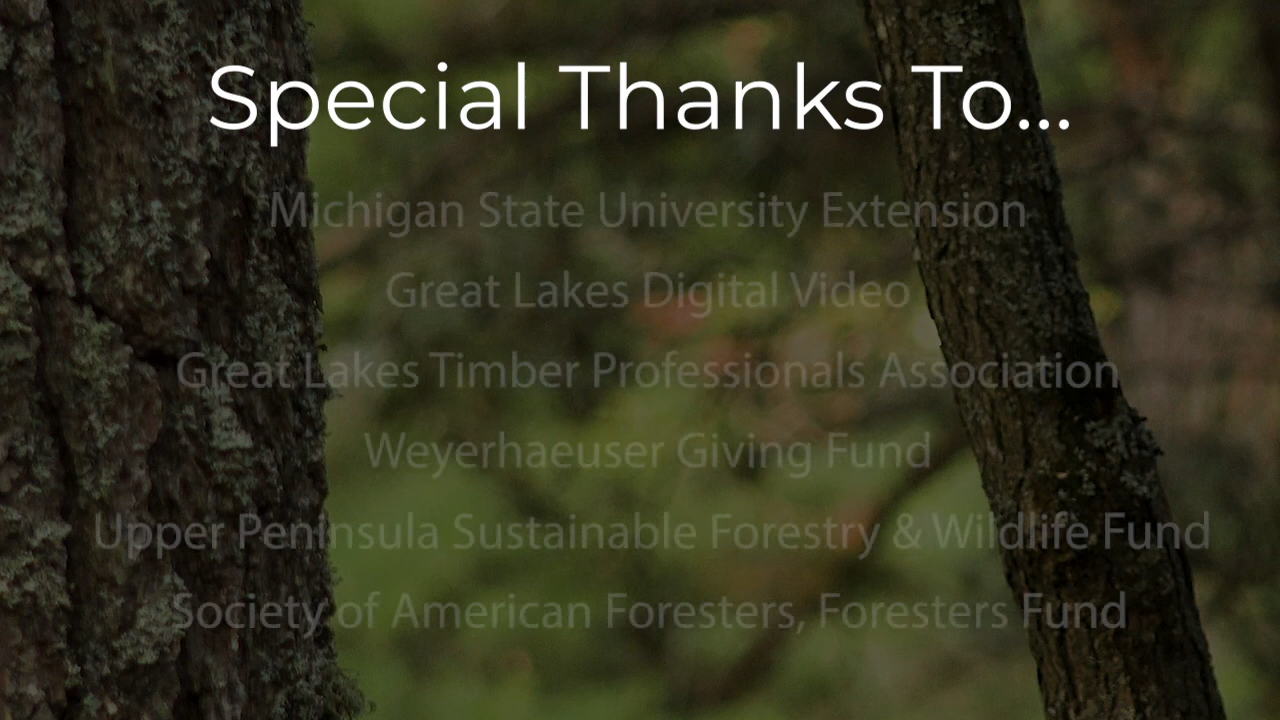 Special Thanks To...
Michigan State University Extension
Great Lakes Digital Video
Great Lakes Timber Professionals Association
Weyerhaeuser Giving Fund
Upper Peninsula Sustainable Forestry & Wildlife Fund
Society of American Foresters, Foresters Fund